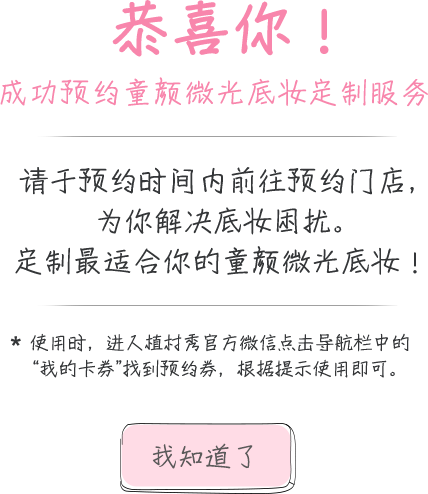 恭喜你！
成功预约童颜微光底妆定制服务
请于预约时间内前往预约门店，
为你解决底妆困扰。
定制最适合你的童颜微光底妆！
* 使用时，进入植村秀官方微信点击导航栏中的
“我的卡券”找到预约券，根据提示使用即可。
我知道了